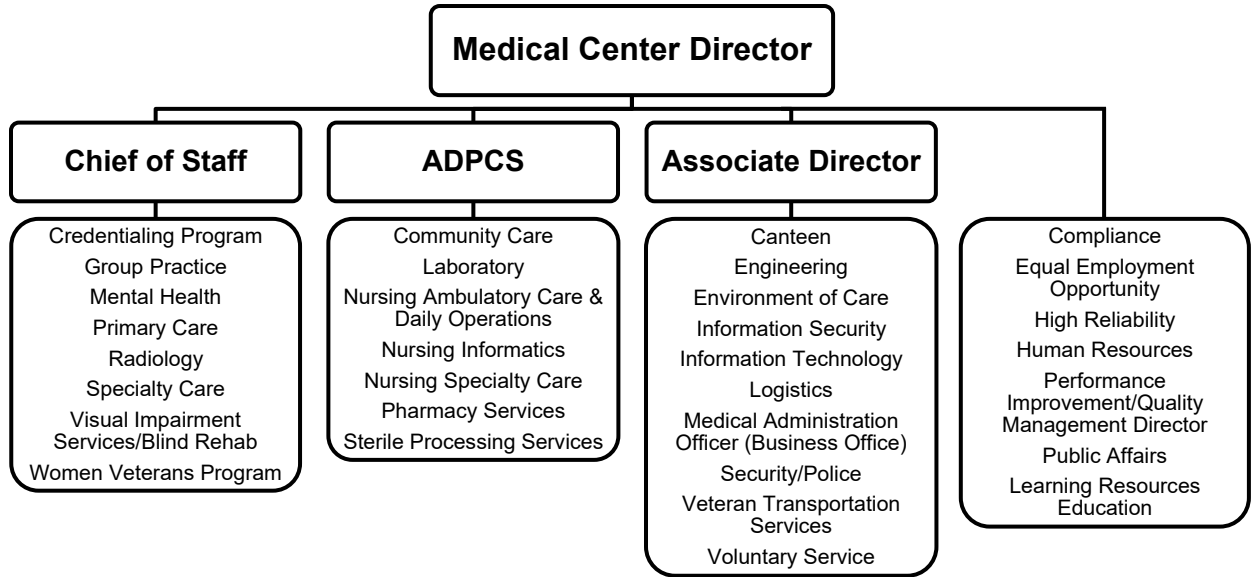 Medical Center Director
Chief of Staff
ADPCS
Associate Director
Credentialing Program
Group Practice
Mental Health
Primary Care
Radiology
Specialty Care
Visual Impairment
Services/Blind Rehab
Women Veterans Program
Community Care
Laboratory
Nursing Ambulatory Care &
Daily Operations
Nursing Informatics
Nursing Specialty Care
Pharmacy Services
Sterile Processing Services
Canteen
Engineering
Environment of Care
Information Security
Information Technology
Logistics
Medical Administration
Officer (Business Office)
Security/Police
Veteran Transportation
Services
Voluntary Service
Compliance
Equal Employment
Opportunity
High Reliability
Human Resources
Performance
Improvement/Quality
Management Director
Public Affairs
Learning Resources
Education